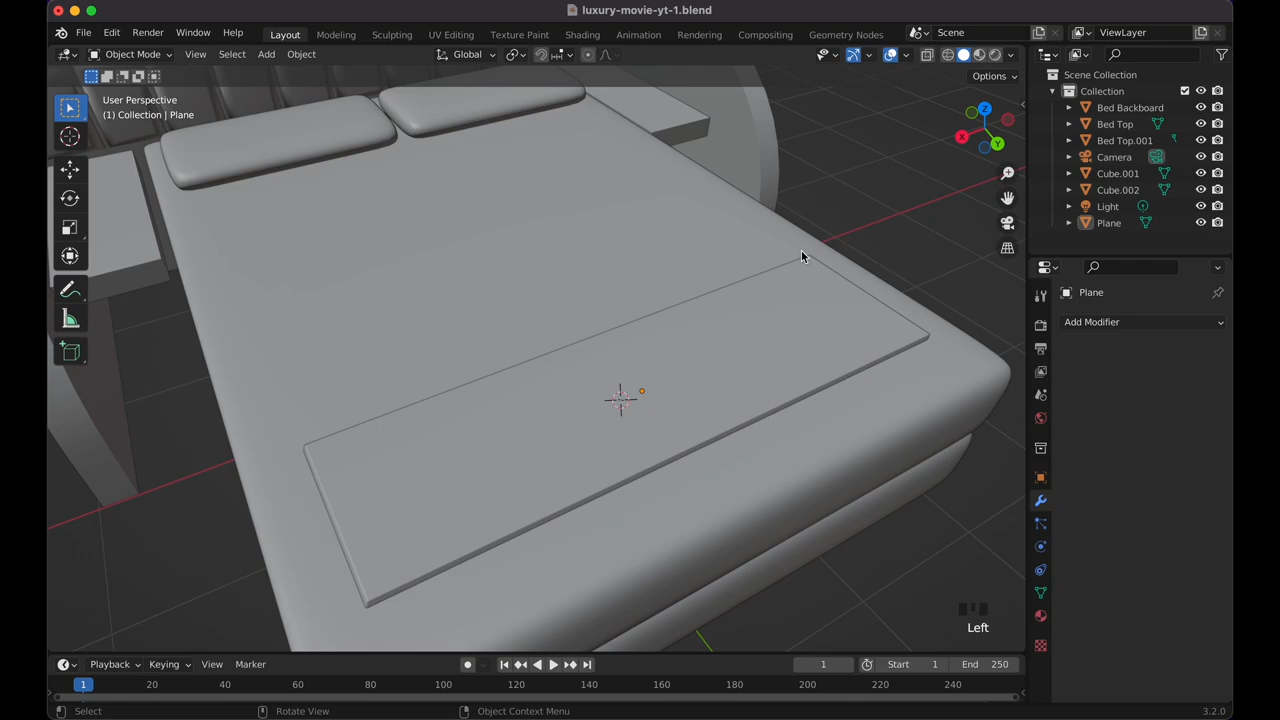 luxury-movie-yt-1.blend
File Edit Render Window Help Layout Modeling Sculpting UV Editing Texture Paint Shading Animation Rendering Compositing Geometry Nodes Scene ViewLayer
Object Mode View Select Add Object Global
Options
User Perspective
(1) Collection | Plane
X
Y
Z
Scene Collection
Collection
Bed Backboard
Bed Top
Bed Top.001
Camera
Cube.001
Cube.002
Light
Plane
Plane
Add Modifier
Left
Playback Keying View Marker 1 Start 1 End 250
1 20 40 60 80 100 120 140 160 180 200 220 240
Select Rotate View Object Context Menu 3.2.0